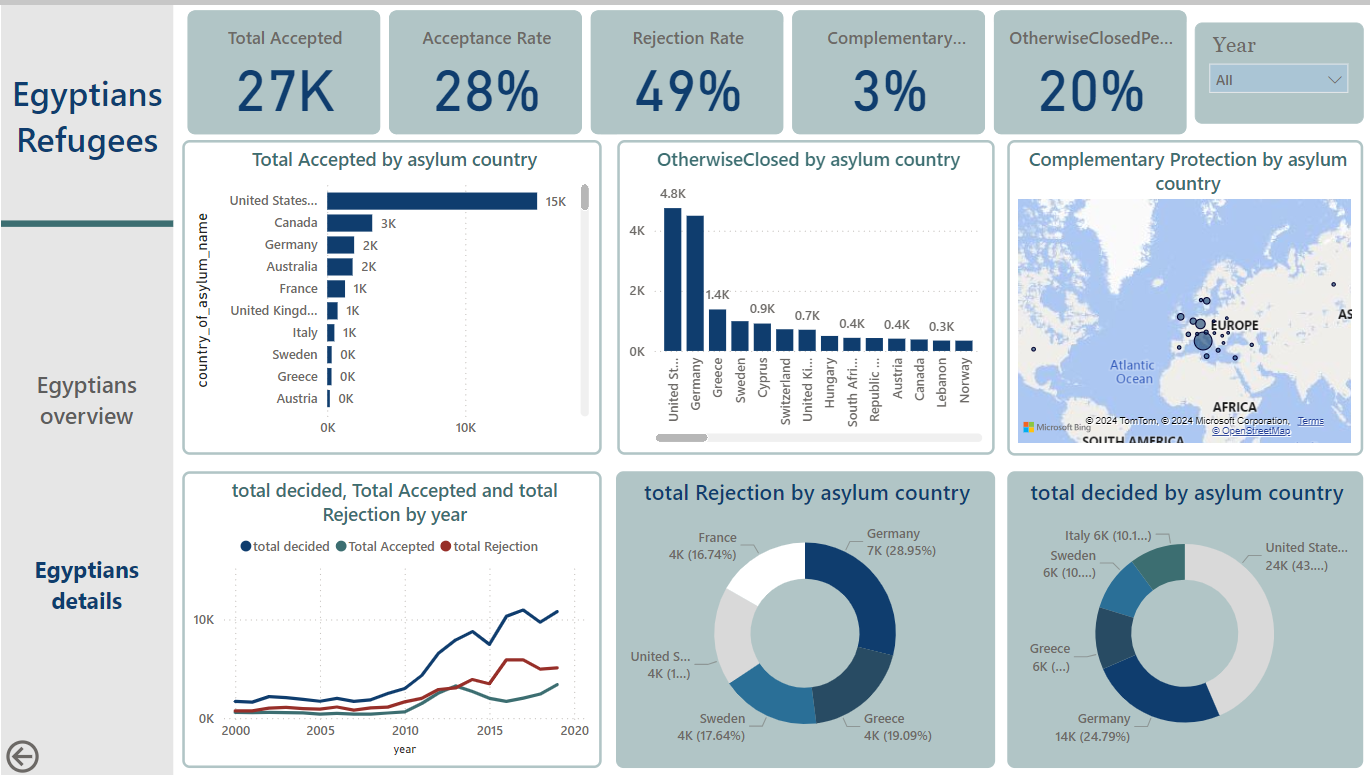 Egyptians
Refugees
Egyptians
overview
Egyptians
details
Total Accepted
27K
Acceptance Rate
28%
Rejection Rate
49%
Complementary...
3%
OtherwiseClosedPe...
20%
Year
All
Total Accepted by asylum country
country_of_asylum_name
United States... 15K
Canada 3K
Germany 2K
Australia 2K
France 1K
United Kingd... 1K
Italy 1K
Sweden 0K
Greece 0K
Austria 0K
0K 10K
OtherwiseClosed by asylum country
4.8K
4K
2K
1.4K
0.9K
0.7K
0.4K
0.4K
0.3K
0K
United St...
Germany
Greece
Sweden
Cyprus
Switzerland
United Ki...
Hungary
South Afri...
Republic ...
Austria
Canada
Lebanon
Norway
Complementary Protection by asylum
country
EUROPE
AS
Atlantic
Ocean
AFRICA
© 2024 TomTom, © 2024 Microsoft Corporation, Terms
Microsoft Bing
© OpenStreetMap
SOUTH AMERICA
total decided, Total Accepted and total
Rejection by year
total decided Total Accepted total Rejection
10K
0K
2000 2005 2010 2015 2020
year
total Rejection by asylum country
France
4K (16.74%)
Germany
7K (28.95%)
United S...
4K (1...)
Sweden
4K (17.64%)
Greece
4K (19.09%)
total decided by asylum country
Italy 6K (10.1...)
Sweden
6K (10....)
United State...
24K (43....)
Greece
6K (...)
Germany
14K (24.79%)